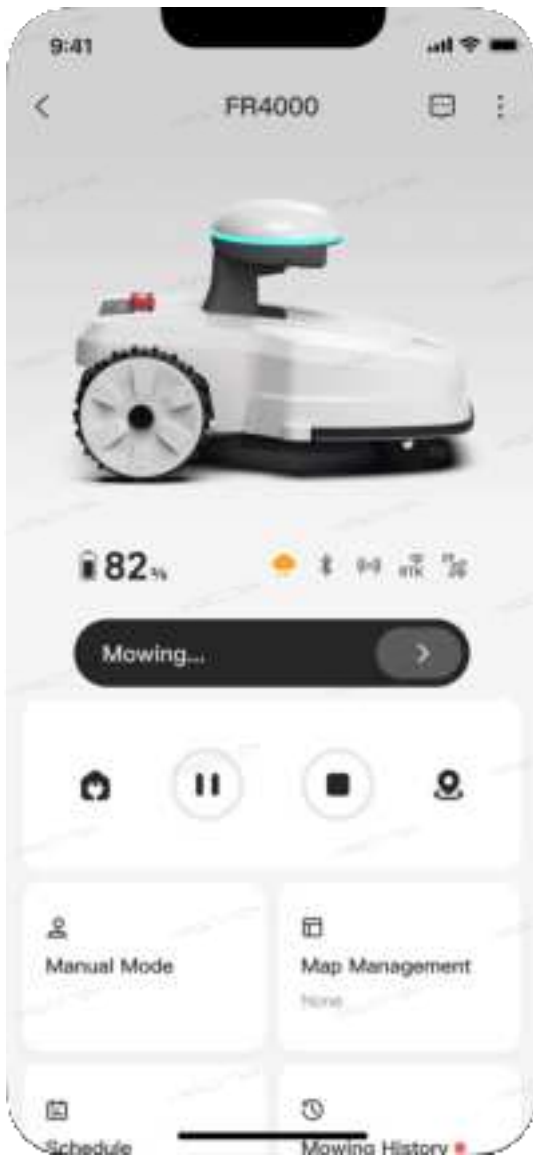 9:41
FR4000
82%
RTK
Mowing...
Manual Mode
Map Management
None
Schedule
Mowing History